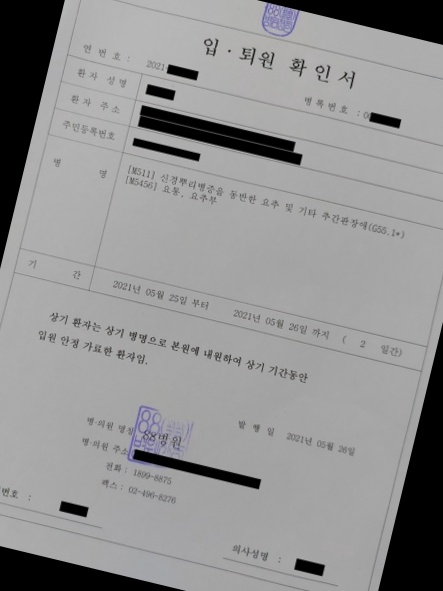 입 · 퇴원 확인서
연 번 호 : 2021-
병록번호 : 0
환 자 성 명
환 자 주 소
주민등록번호
병 명
[M511] 신경뿌리병증을 동반한 요추 및 기타 추간판장애(G55.1*)
[M5456] 요통, 요추부
기 간
2021년 05월 25일 부터 2021년 05월 26일 까지 ( 2 일간)
상기 환자는 상기 병명으로 본원에 내원하여 상기 기간동안
입원 안정 가료한 환자임.
발 행 일 2021년 05월 26일
병·의원 명칭 88병원
병·의원 주소
전화 : 1899-8875
팩스 : 02-496-8276
번호 :
의사성명 :